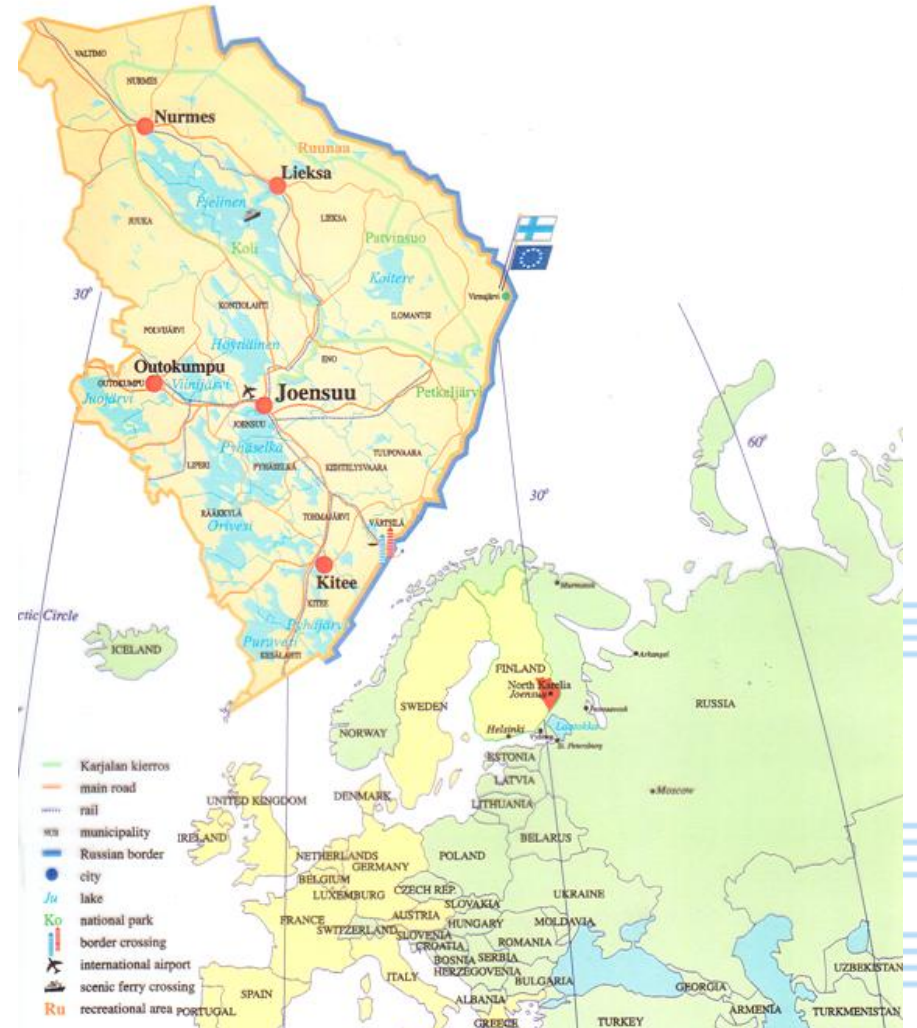 VALTIMO
NURMES
Nurmes
Ruunaa
Lieksa
Pielinen
JUUKA
LIEKSA
Koli
Patvinsuo
Koitere
30°
Virmajärvi
KONTIOLAHTI
ILOMANTSI
POLVIJÄRVI
Höytiäinen
ENO
Outokumpu
OUTOKUMPU
Viinijärvi
Juojärvi
Joensuu
Petkeljärvi
JOENSUU
Pyhäselkä
TUUPOVAARA
LIPERI
PYHÄSELKÄ
KIIHTELYSVAARA
60°
30°
RÄÄKKYLÄ
TOHMAJÄRVI
VÄRTSILÄ
Orivesi
Kitee
KITEE
Murmansk
ctic Circle
Puruvesi
Pyhäjärvi
KESÄLAHTI
ICELAND
Arkangel
FINLAND
North Karelia
Joensuu
RUSSIA
SWEDEN
NORWAY
Helsinki
Laatokka
St. Petersburg
ESTONIA
LATVIA
Moscow
LITHUANIA
DENMARK
UNITED KINGDOM
IRELAND
BELARUS
NETHERLANDS
POLAND
GERMANY
BELGIUM
LUXEMBURG
CZECH REP.
UKRAINE
SLOVAKIA
AUSTRIA
FRANCE
HUNGARY
MOLDAVIA
SWITZERLAND
SLOVENIA
CROATIA
ROMANIA
BOSNIA
SERBIA
HERZEGOVENIA
ITALY
BULGARIA
SPAIN
PORTUGAL
ALBANIA
GEORGIA
UZBEKISTAN
GREECE
TURKEY
ARMENIA
TURKMENISTAN
Karjalan kierros
main road
rail
municipality
Russian border
city
Ju lake
Ko national park
border crossing
international airport
scenic ferry crossing
Ru recreational area